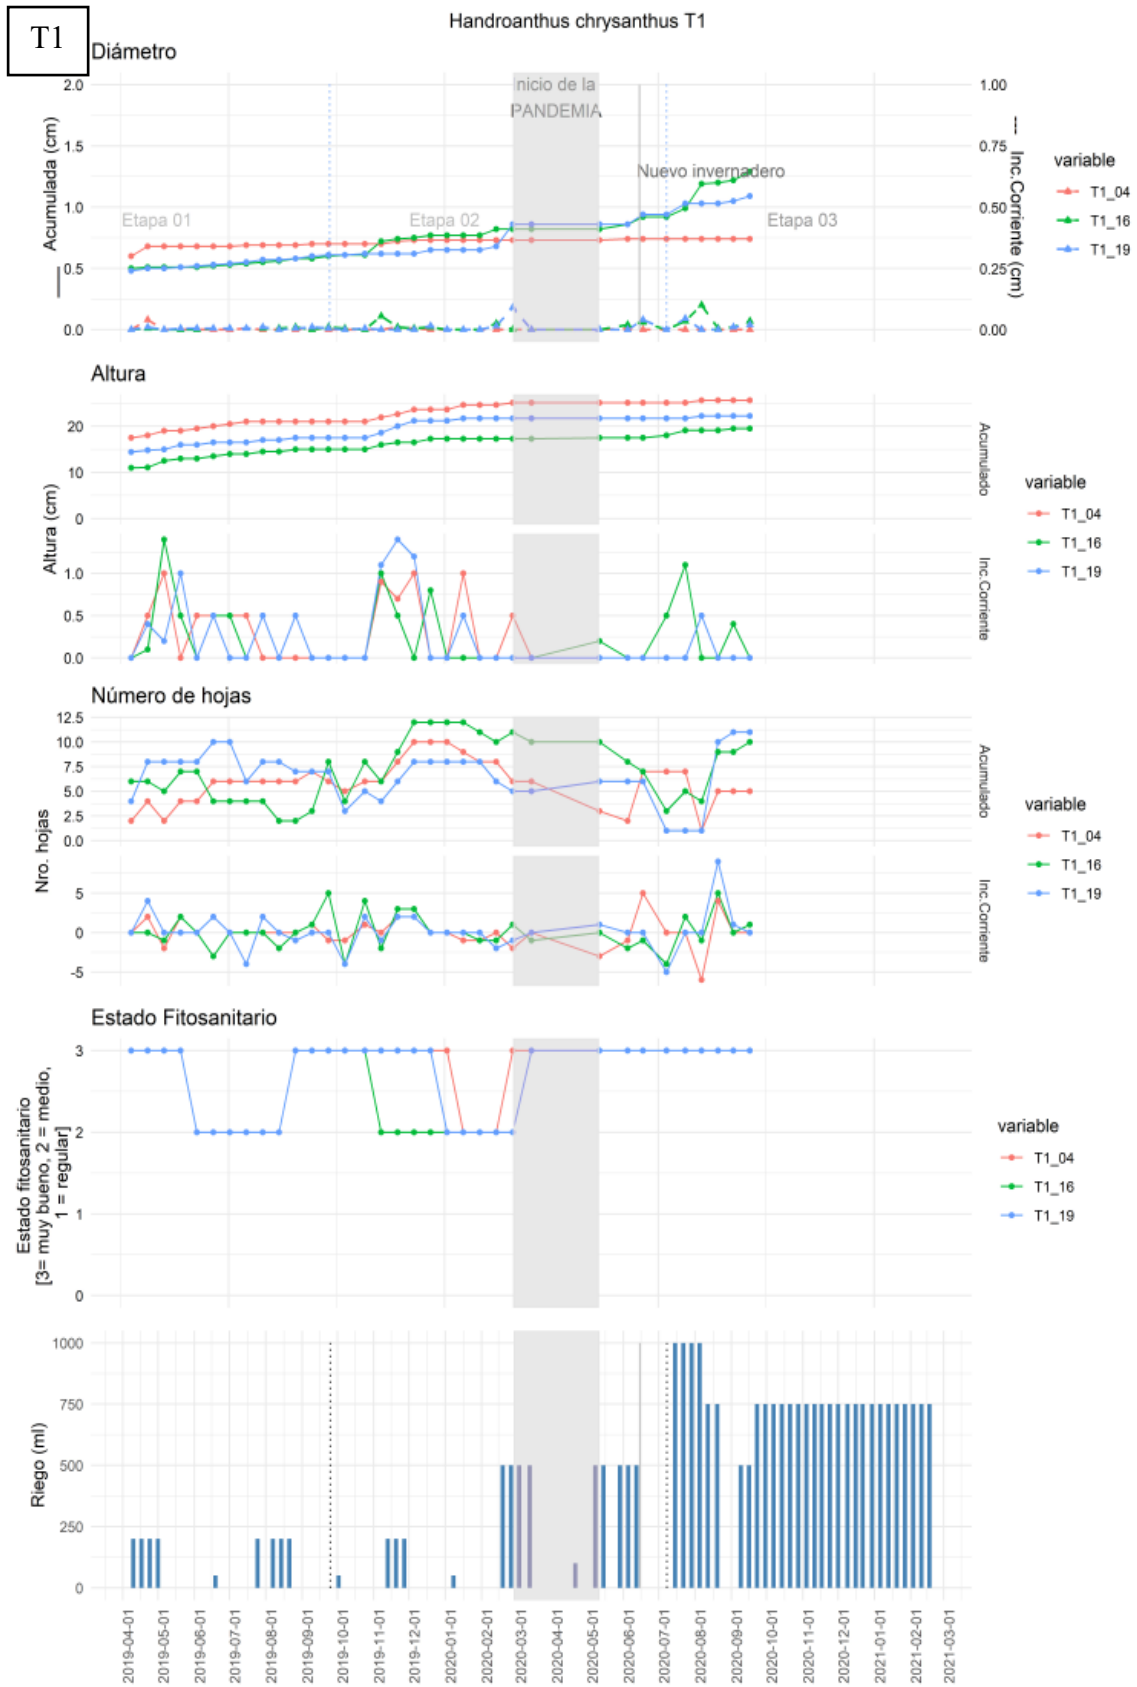 T1
Handroanthus chrysanthus T1
Diámetro
2.0
1.5
1.0
0.5
0.0
Acumulada (cm)
nicio de la
PANDEMIA
Nuevo invernadero
Etapa 01
Etapa 02
Etapa 03
1.00
0.75
0.50
0.25
0.00
--- Inc.Corriente (cm)
variable
T1_04
T1_16
T1_19
Altura
20
10
0
1.0
0.5
0.0
Altura (cm)
Acumulado
Inc.Corriente
variable
T1_04
T1_16
T1_19
Número de hojas
12.5
10.0
7.5
5.0
2.5
0.0
5
0
-5
Nro. hojas
Acumulado
Inc.Corriente
variable
T1_04
T1_16
T1_19
Estado Fitosanitario
3
2
1
0
Estado fitosanitario
[3= muy bueno, 2 = medio,
1 = regular]
variable
T1_04
T1_16
T1_19
1000
750
500
250
0
Riego (ml)
2019-04-01
2019-05-01
2019-06-01
2019-07-01
2019-08-01
2019-09-01
2019-10-01
2019-11-01
2019-12-01
2020-01-01
2020-02-01
2020-03-01
2020-04-01
2020-05-01
2020-06-01
2020-07-01
2020-08-01
2020-09-01
2020-10-01
2020-11-01
2020-12-01
2021-01-01
2021-02-01
2021-03-01